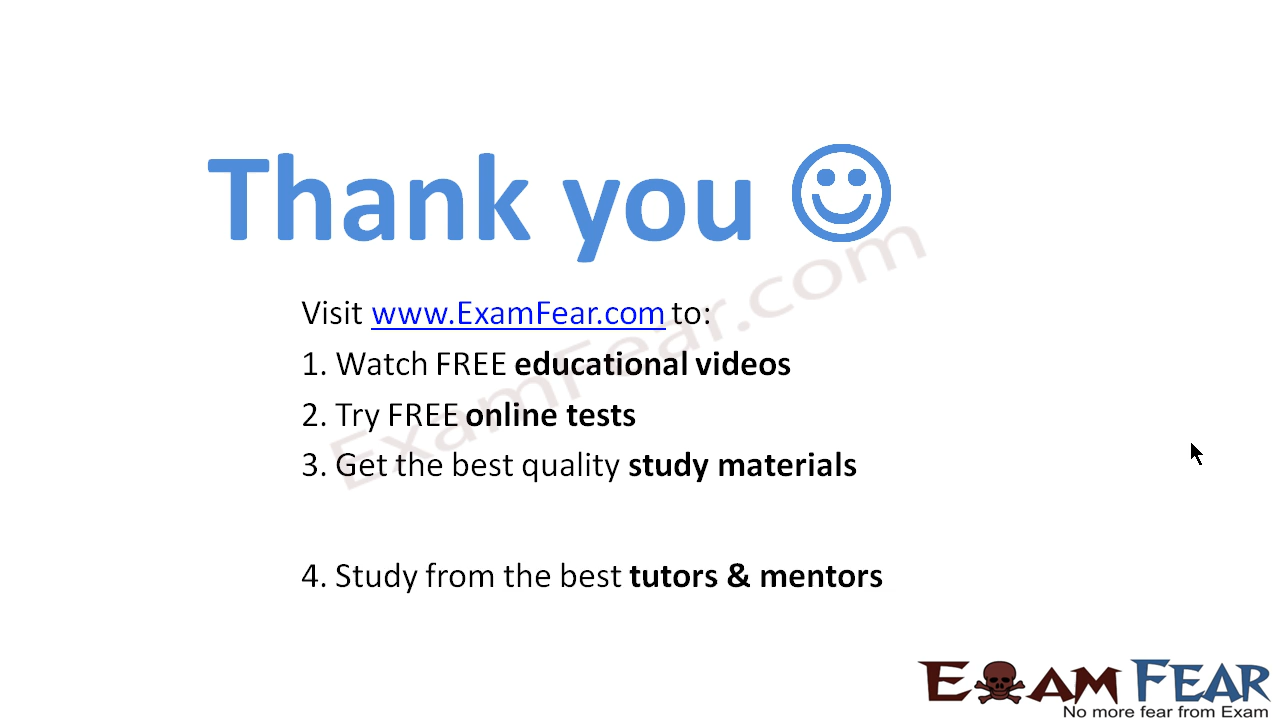 Thank you
Visit www.ExamFear.com to:
1. Watch FREE educational videos
2. Try FREE online tests
3. Get the best quality study materials
4. Study from the best tutors & mentors
ExamFear.com
EXAM FEAR
No more fear from Exam